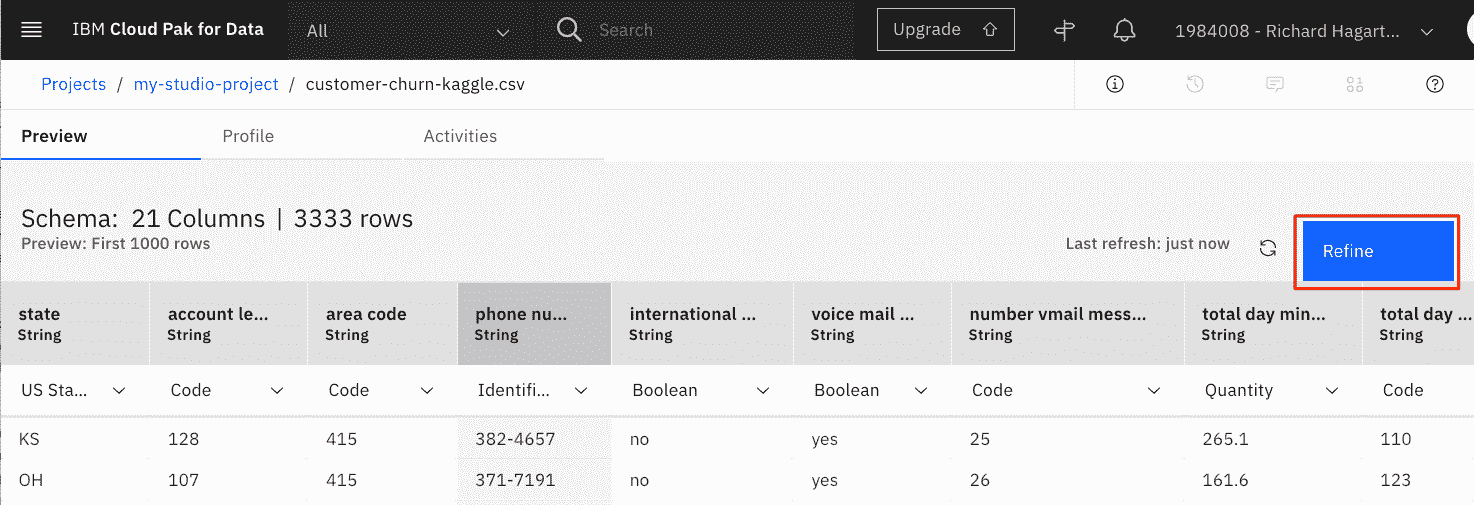 IBM Cloud Pak for Data All Search Upgrade 1984008 - Richard Hagart...
Projects / my-studio-project / customer-churn-kaggle.csv
Preview Profile Activities
Schema: 21 Columns | 3333 rows
Preview: First 1000 rows
Last refresh: just now
Refine
state account le... area code phone nu... international ... voice mail ... number vmail mess... total day min... total day ...
String String String String String String String String String
US Sta... Code Code Identifi... Boolean Boolean Code Quantity Code
KS 128 415 382-4657 no yes 25 265.1 110
OH 107 415 371-7191 no yes 26 161.6 123